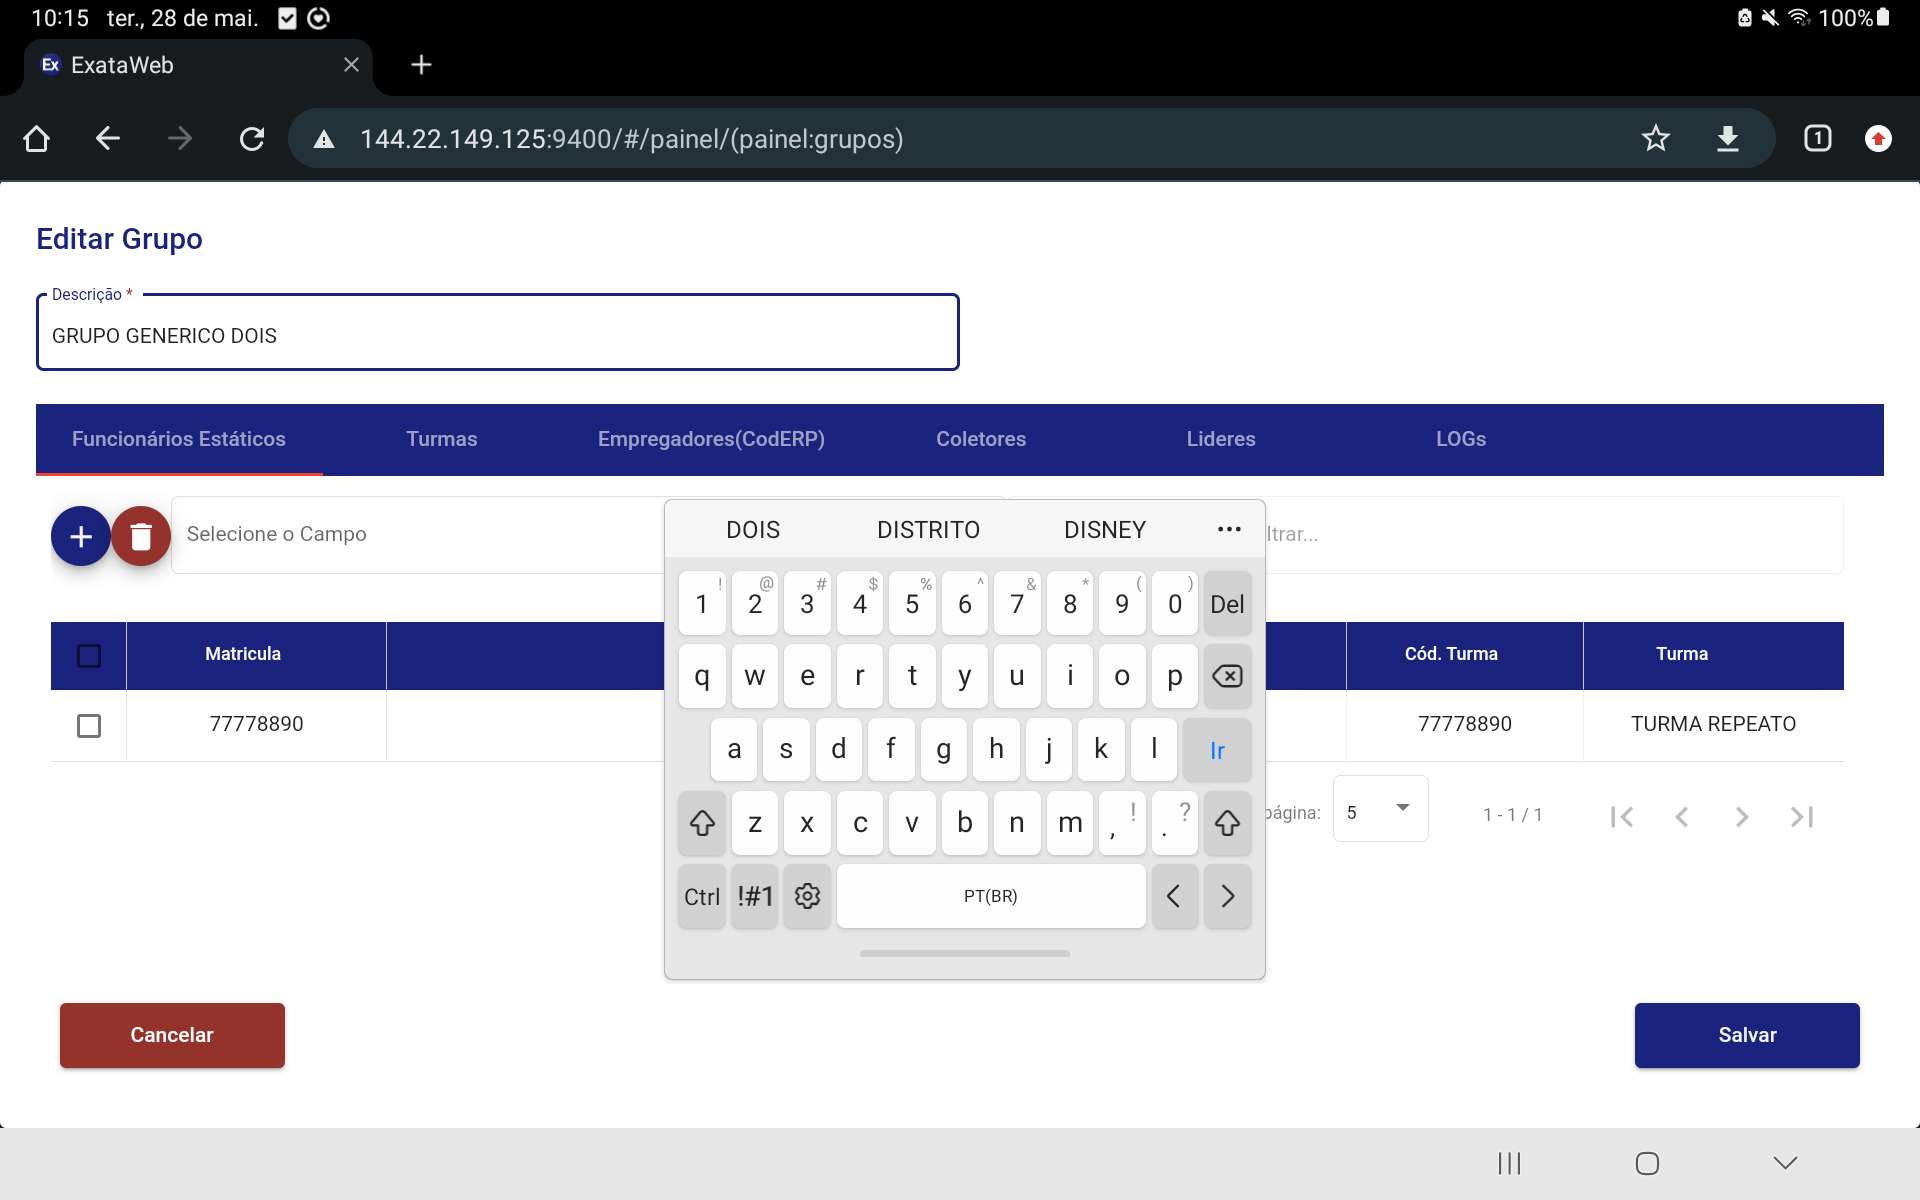 10:15 ter., 28 de mai. 100%
Ex ExataWeb
144.22.149.125:9400/#/painel/(painel:grupos) 1
Editar Grupo
Descrição *
GRUPO GENERICO DOIS
Funcionários Estáticos Turmas Empregadores(CodERP) Coletores Lideres LOGs
Selecione o Campo ltrar...
DOIS DISTRITO DISNEY ...
! @ # $ % ^ & * ( )
1 2 3 4 5 6 7 8 9 0 Del
q w e r t y u i o p
a s d f g h j k l Ir
z x c v b n m , ! . ?
Ctrl !#1 PT(BR) < >
Matricula Cód. Turma Turma
77778890 77778890 TURMA REPEATO
página: 5 1 - 1 / 1
Cancelar Salvar